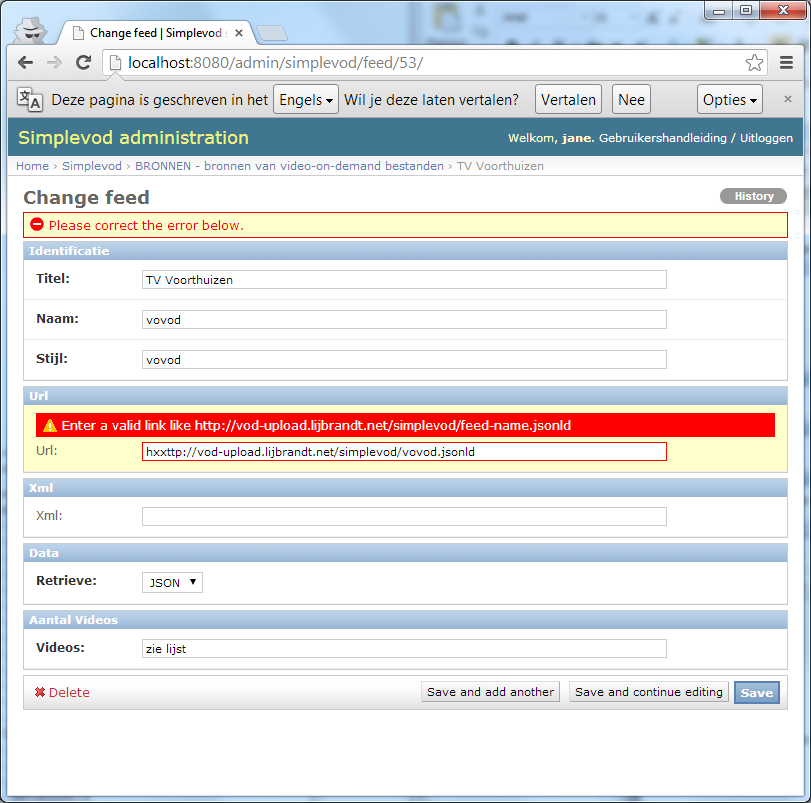 Change feed | Simplevod s
localhost:8080/admin/simplevod/feed/53/
Deze pagina is geschreven in het Engels Wil je deze laten vertalen? Vertalen Nee Opties
Simplevod administration
Welkom, jane. Gebruikershandleiding / Uitloggen
Home › Simplevod › BRONNEN - bronnen van video-on-demand bestanden › TV Voorthuizen
Change feed
History
Please correct the error below.
Identificatie
Titel: TV Voorthuizen
Naam: vovod
Stijl: vovod
Url
Enter a valid link like http://vod-upload.lijbrandt.net/simplevod/feed-name.jsonld
Url: hxxttp://vod-upload.lijbrandt.net/simplevod/vovod.jsonld
Xml
Xml:
Data
Retrieve: JSON
Aantal Videos
Videos: zie lijst
Delete Save and add another Save and continue editing Save